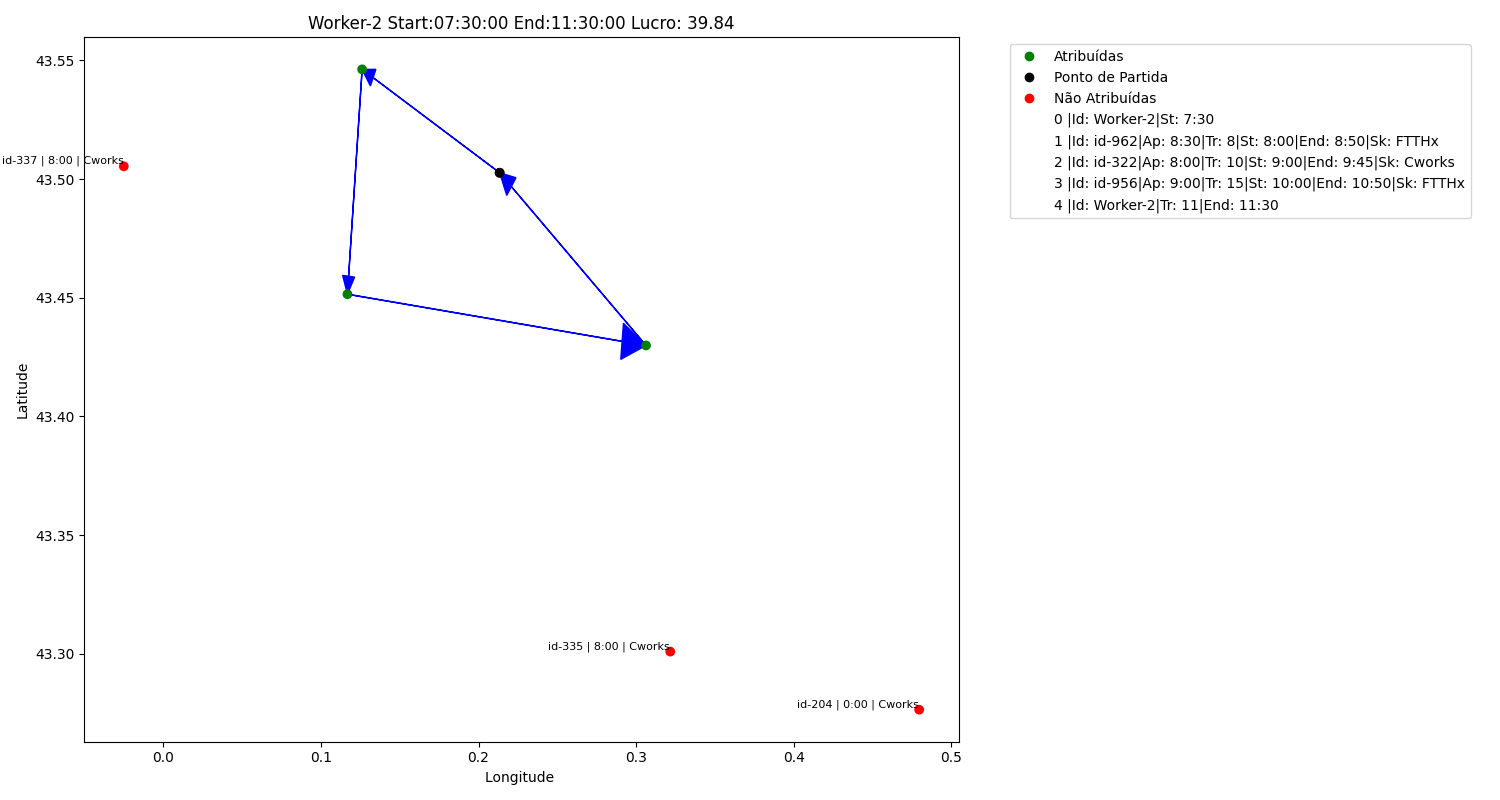 Worker-2 Start:07:30:00 End:11:30:00 Lucro: 39.84
Atribuídas
Ponto de Partida
Não Atribuídas
0 |Id: Worker-2|St: 7:30
1 |Id: id-962|Ap: 8:30|Tr: 8|St: 8:00|End: 8:50|Sk: FTTHx
2 |Id: id-322|Ap: 8:00|Tr: 10|St: 9:00|End: 9:45|Sk: Cworks
3 |Id: id-956|Ap: 9:00|Tr: 15|St: 10:00|End: 10:50|Sk: FTTHx
4 |Id: Worker-2|Tr: 11|End: 11:30
43.55
43.50
43.45
43.40
43.35
43.30
Latitude
id-337 | 8:00 | Cworks
id-335 | 8:00 | Cworks
id-204 | 0:00 | Cworks
0.0
0.1
0.2
0.3
0.4
0.5
Longitude